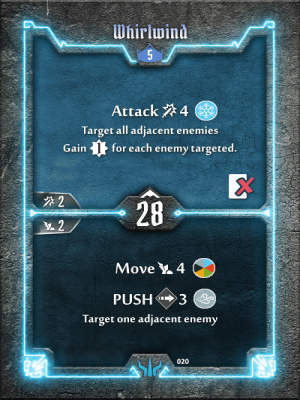 Whirlwind
5
Attack 4
Target all adjacent enemies
Gain 1 for each enemy targeted.
2
28
2
Move 4
PUSH 3
Target one adjacent enemy
020